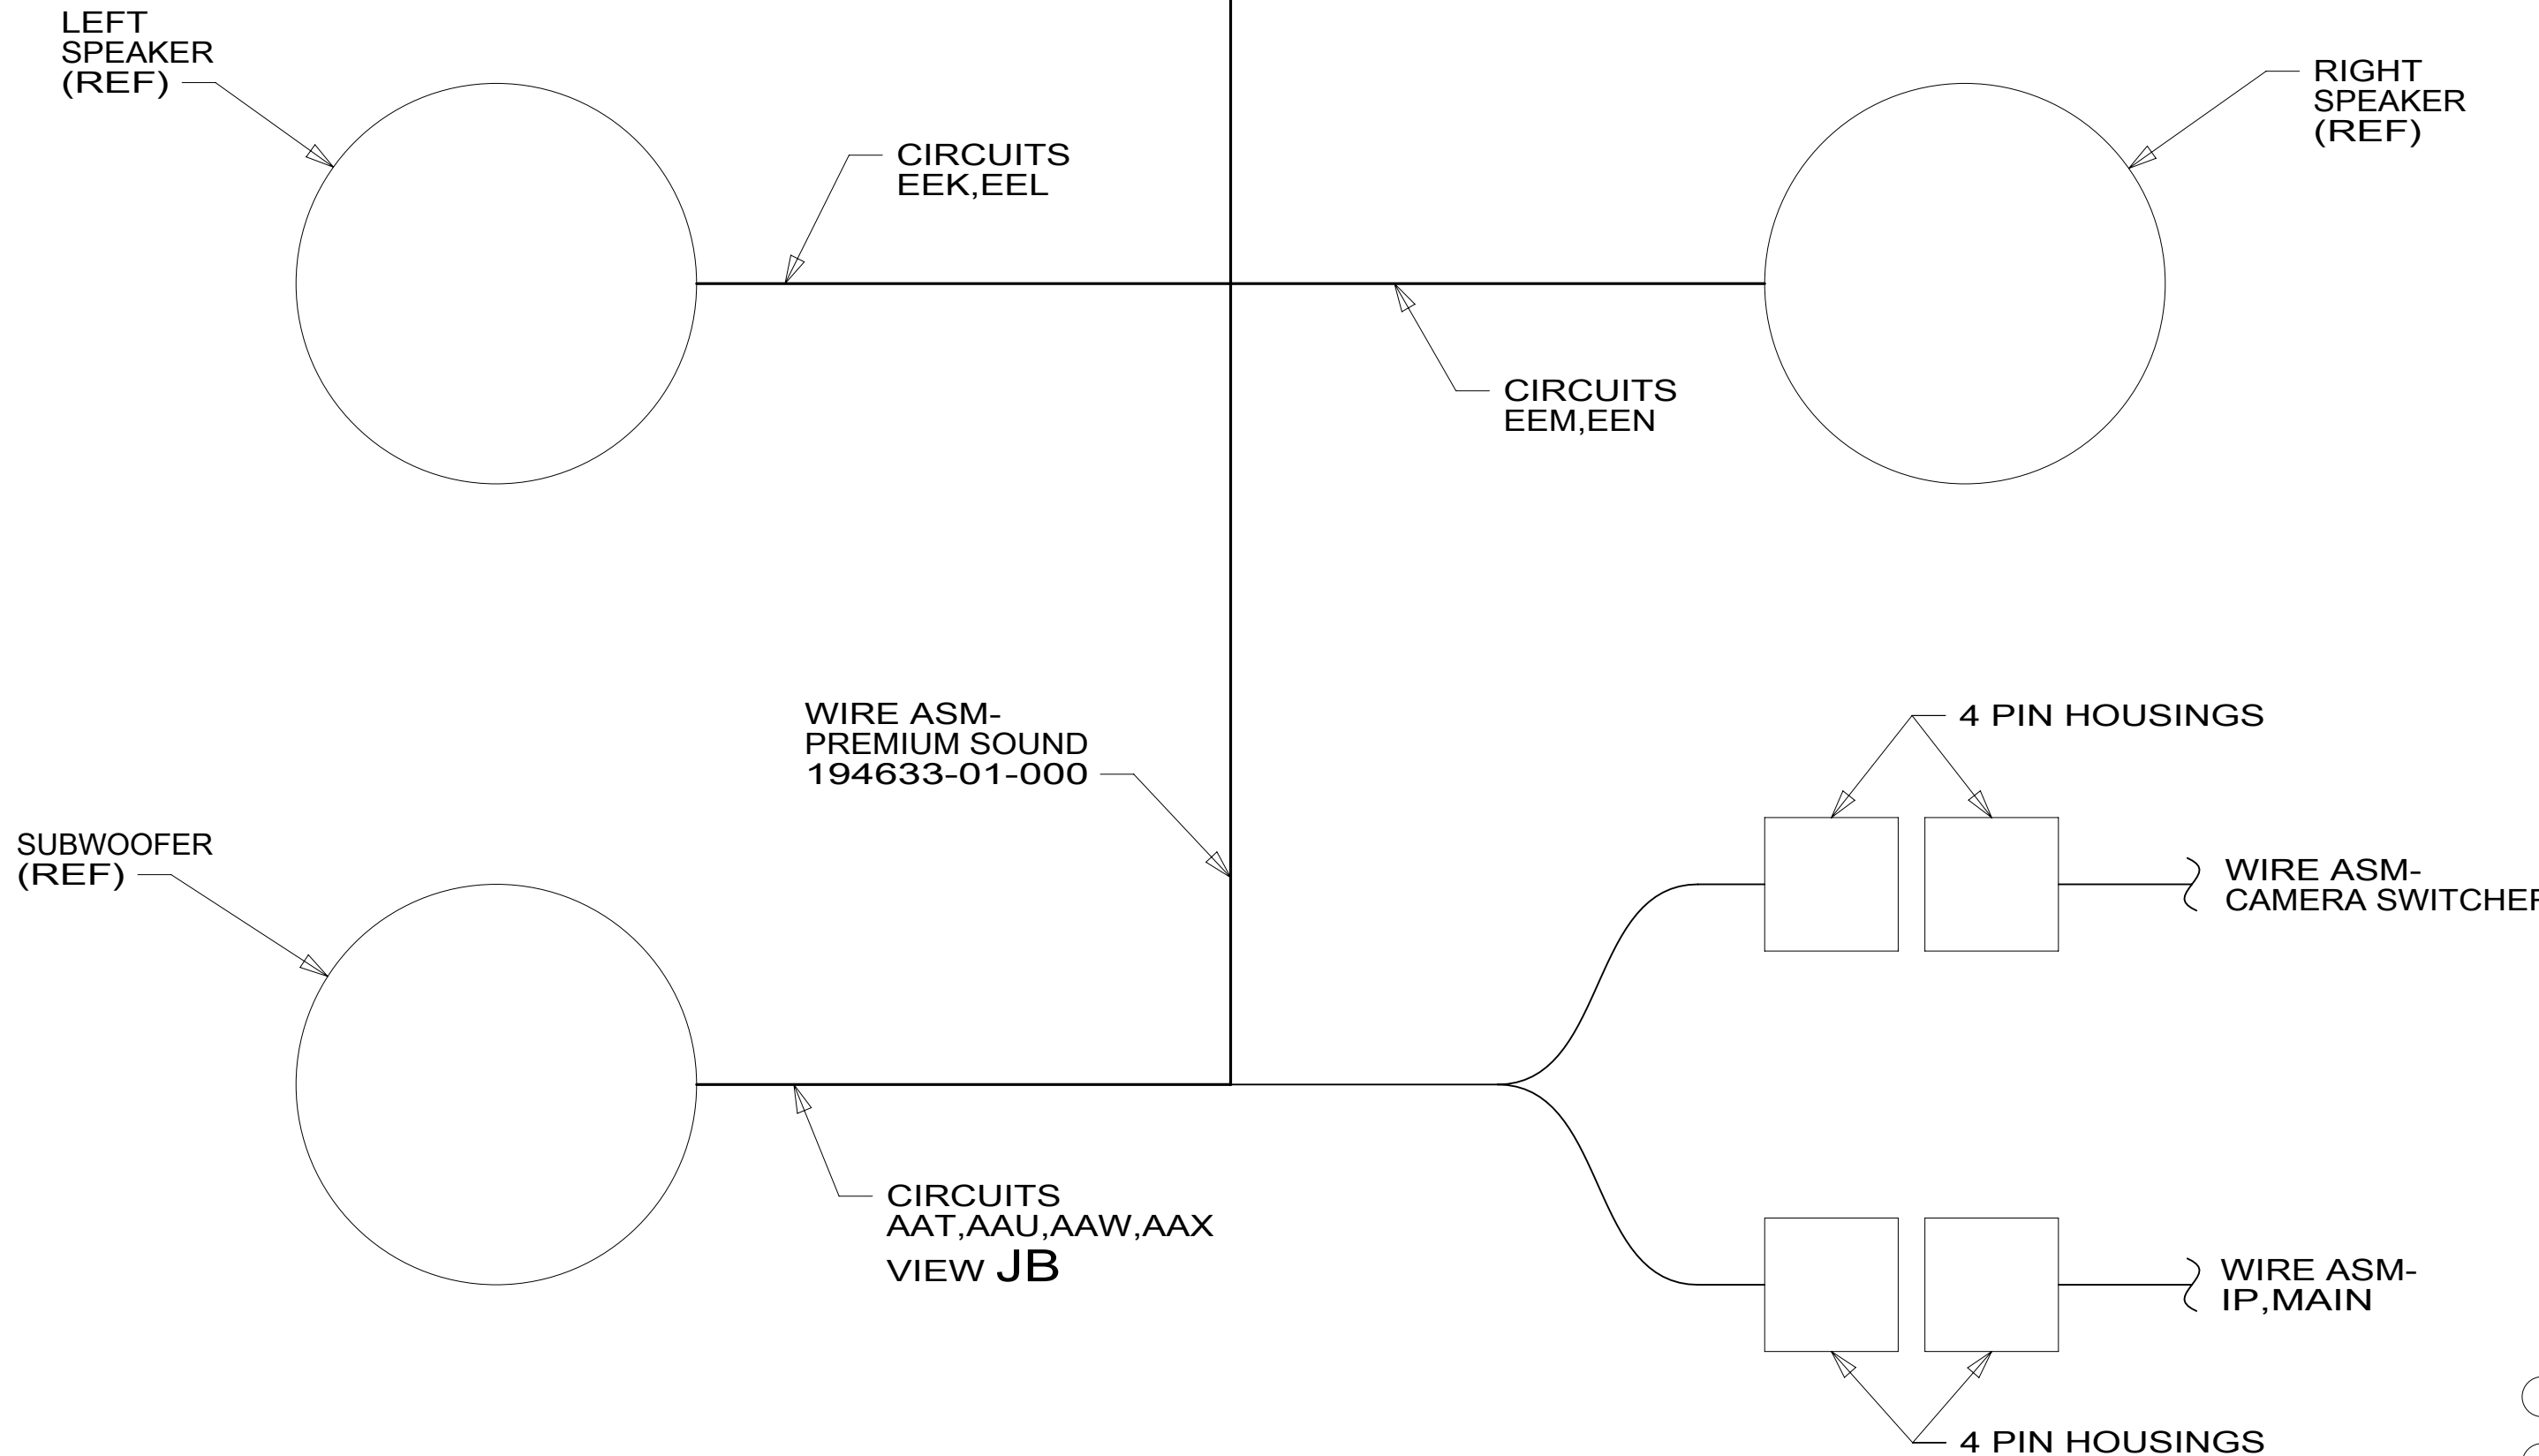 LEFT
SPEAKER
(REF)
RIGHT
SPEAKER
(REF)
CIRCUITS
EEK,EEL
CIRCUITS
EEM,EEN
WIRE ASM-
PREMIUM SOUND
194633-01-000
4 PIN HOUSINGS
SUBWOOFER
(REF)
WIRE ASM-
CAMERA SWITCHER
CIRCUITS
AAT,AAU,AAW,AAX
VIEW JB
WIRE ASM-
IP,MAIN
4 PIN HOUSINGS